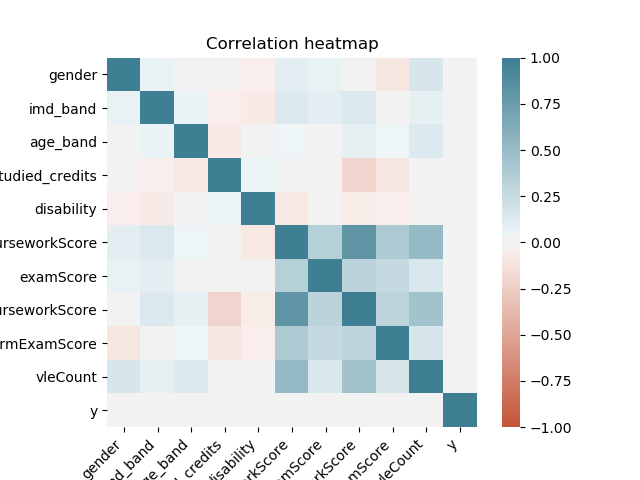 Correlation heatmap
gender
imd_band
age_band
tudied_credits
disability
urseworkScore
examScore
urseworkScore
rmExamScore
vleCount
y
1.00
0.75
0.50
0.25
0.00
−0.25
−0.50
−0.75
−1.00
gender
nd_band
ge_band
_credits
disability
rkScore
mScore
rkScore
mScore
leCount
y